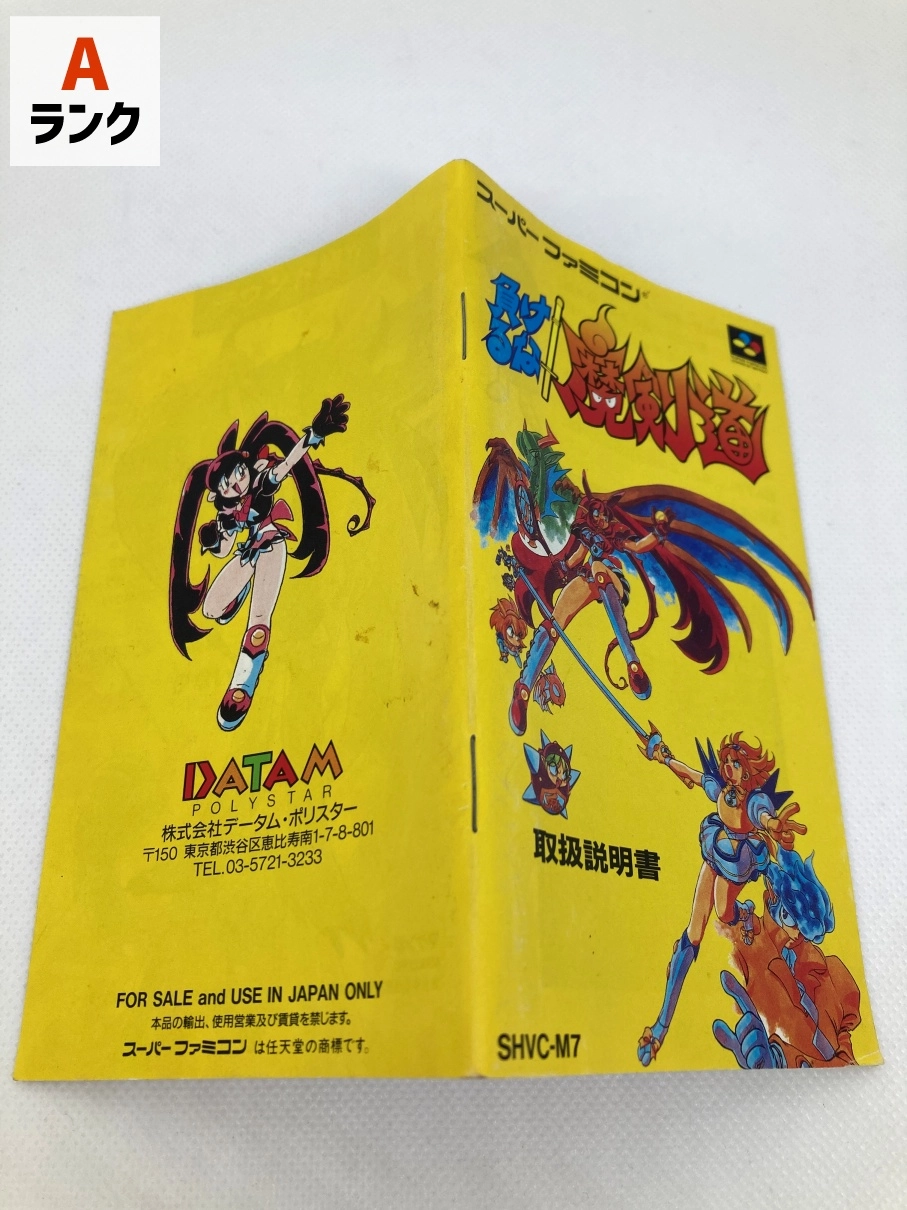 A
ランク
スーパーファミコン
負けるな!
魔剣道
取扱説明書
SHVC-M7
DATAM
POLYSTAR
株式会社データム・ポリスター
〒150 東京都渋谷区恵比寿南1-7-8-801
TEL.03-5721-3233
FOR SALE and USE IN JAPAN ONLY
本品の輸出、使用営業及び賃貸を禁じます。
スーパーファミコン は任天堂の商標です。